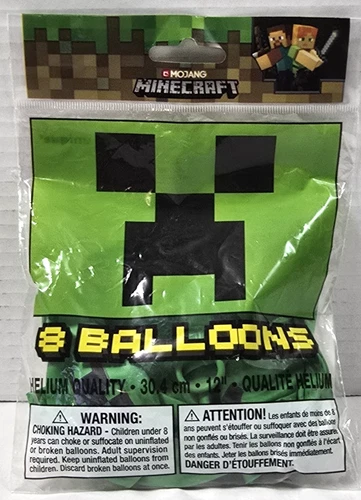 MOJANG
MINECRAFT
8 BALLOONS
HELIUM QUALITY • 30.4 cm • 12" • QUALITÉ HELIUM
WARNING:
CHOKING HAZARD - Children under 8
years can choke or suffocate on uninflated
or broken balloons. Adult supervision
required. Keep uninflated balloons from
children. Discard broken balloons at once.
ATTENTION! Les enfants de moins de 8
ans peuvent s'étouffer ou suffoquer avec des ballons
non gonflés ou brisés. La surveillance doit être assurée
par les adultes. Tenir les ballons non gonflés à l'écart
des enfants. Jeter les ballons brisés immédiatement.
DANGER D'ÉTOUFFEMENT.